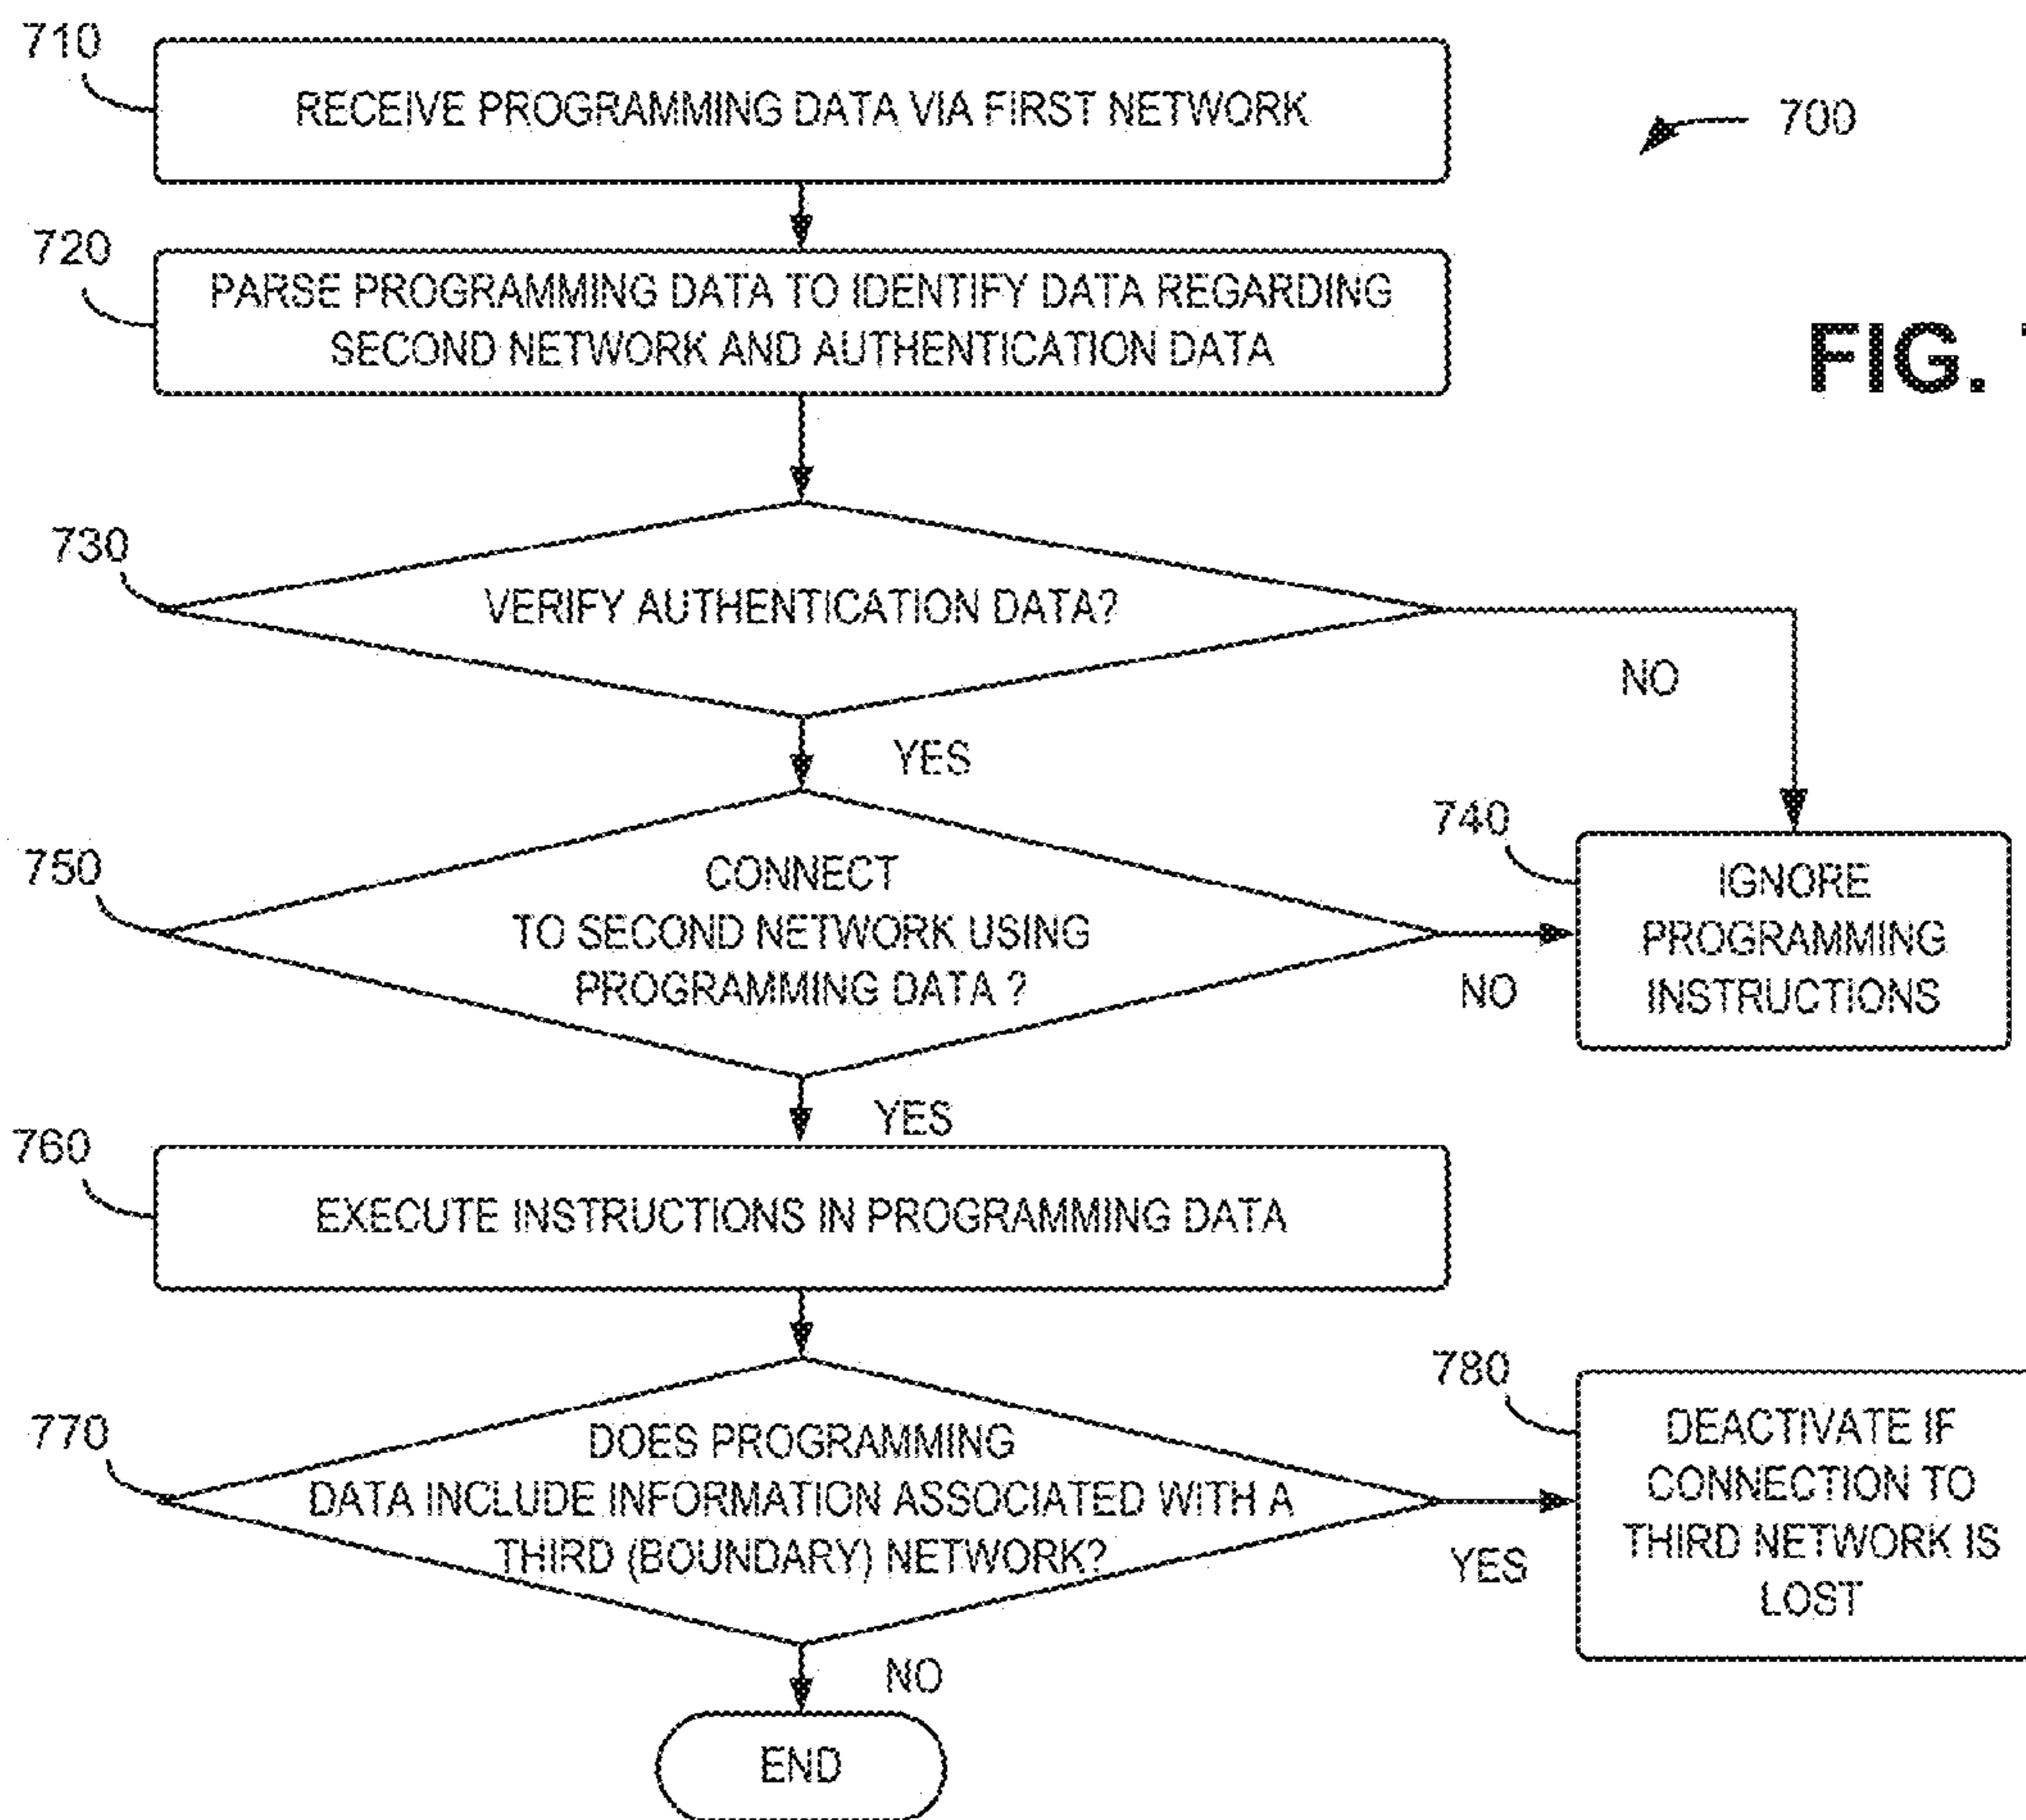 710
RECEIVE PROGRAMMING DATA VIA FIRST NETWORK
700
720
PARSE PROGRAMMING DATA TO IDENTIFY DATA REGARDING
SECOND NETWORK AND AUTHENTICATION DATA
FIG.
730
VERIFY AUTHENTICATION DATA?
NO
YES
740
IGNORE
PROGRAMMING
INSTRUCTIONS
750
CONNECT
TO SECOND NETWORK USING
PROGRAMMING DATA ?
NO
YES
760
EXECUTE INSTRUCTIONS IN PROGRAMMING DATA
770
DOES PROGRAMMING
DATA INCLUDE INFORMATION ASSOCIATED WITH A
THIRD (BOUNDARY) NETWORK?
YES
780
DEACTIVATE IF
CONNECTION TO
THIRD NETWORK IS
LOST
NO
END